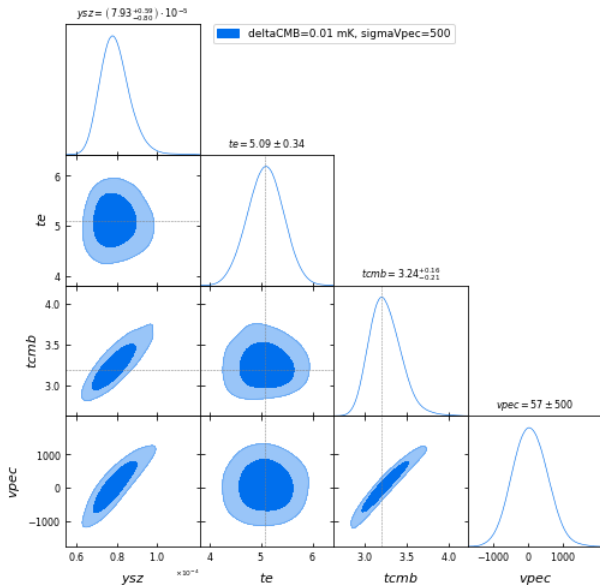 ysz = (7.93^{+0.59}_{-0.80}) · 10^{-5}
deltaCMB=0.01 mK, sigmaVpec=500
te = 5.09 ± 0.34
6
5
4
te
tcmb = 3.24^{+0.16}_{-0.21}
4.0
3.5
3.0
tcmb
vpec = 57 ± 500
1000
0
−1000
vpec
0.6 0.8 1.0
4 5 6
3.0 3.5 4.0
−1000 0 1000
ysz ×10^{-4} te tcmb vpec